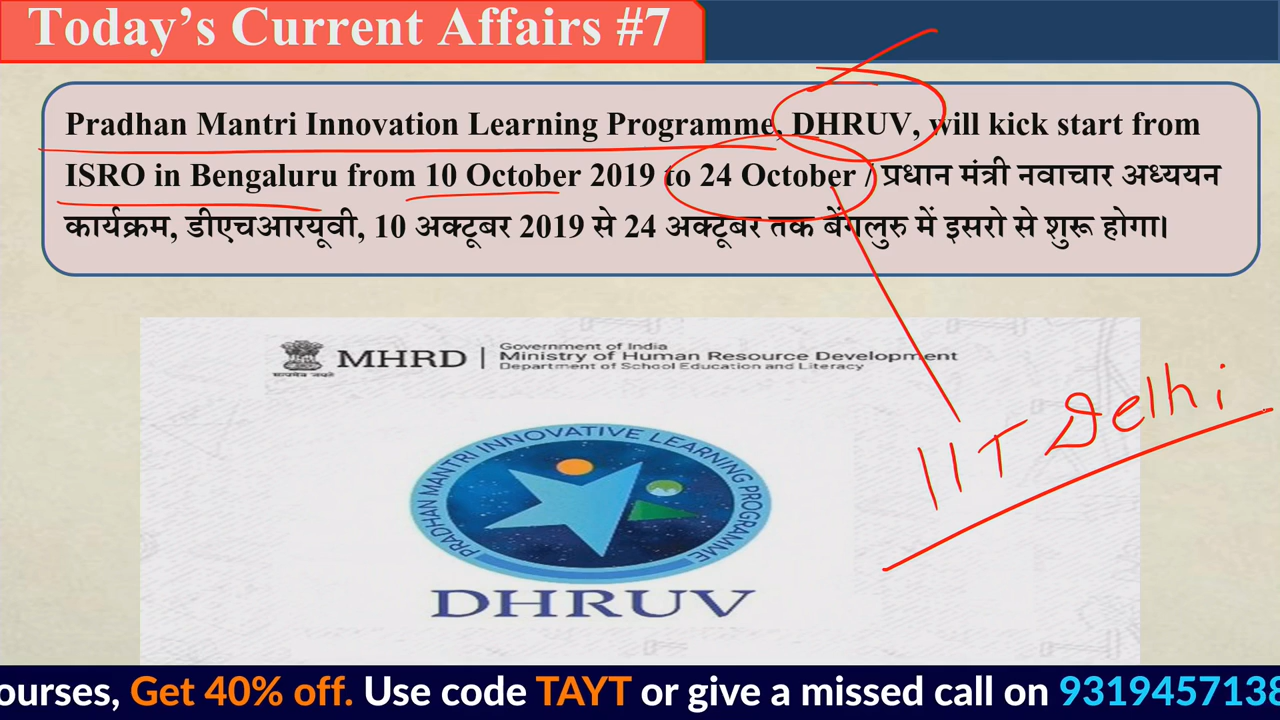 Today's Current Affairs #7
Pradhan Mantri Innovation Learning Programme, DHRUV, will kick start from
ISRO in Bengaluru from 10 October 2019 to 24 October / प्रधान मंत्री नवाचार अध्ययन
कार्यक्रम, डीएचआरयूवी, 10 अक्टूबर 2019 से 24 अक्टूबर तक बेंगलुरु में इसरो से शुरू होगा।
MHRD
Government of India
Ministry of Human Resource Development
Department of School Education and Literacy
सत्यमेव जयते
PRADHAN MANTRI INNOVATIVE LEARNING PROGRAMME
DHRUV
IIT Delhi
ourses, Get 40% off. Use code TAYT or give a missed call on 9319457138